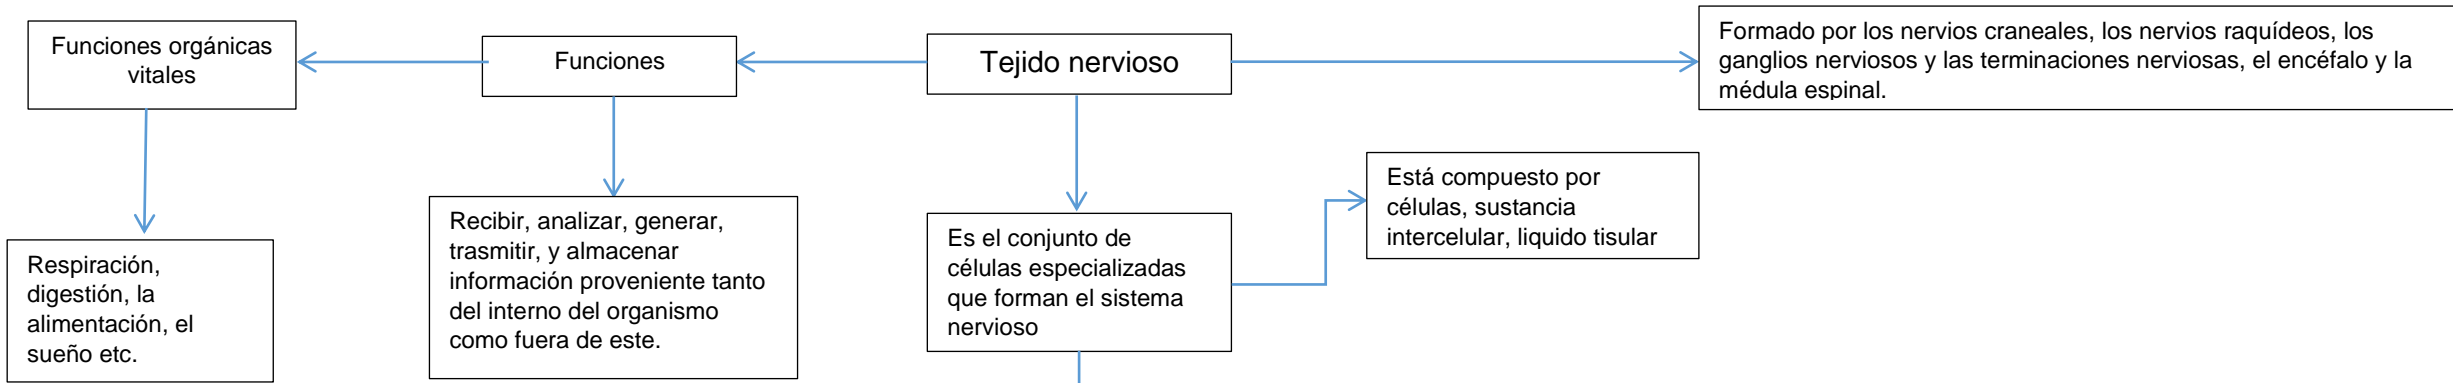 Funciones orgánicas
vitales
Funciones
Tejido nervioso
Formado por los nervios craneales, los nervios raquídeos, los
ganglios nerviosos y las terminaciones nerviosas, el encéfalo y la
médula espinal.
Está compuesto por
células, sustancia
intercelular, liquido tisular
Recibir, analizar, generar,
trasmitir, y almacenar
información proveniente tanto
del interno del organismo
como fuera de este.
Es el conjunto de
células especializadas
que forman el sistema
nervioso
Respiración,
digestión, la
alimentación, el
sueño etc.